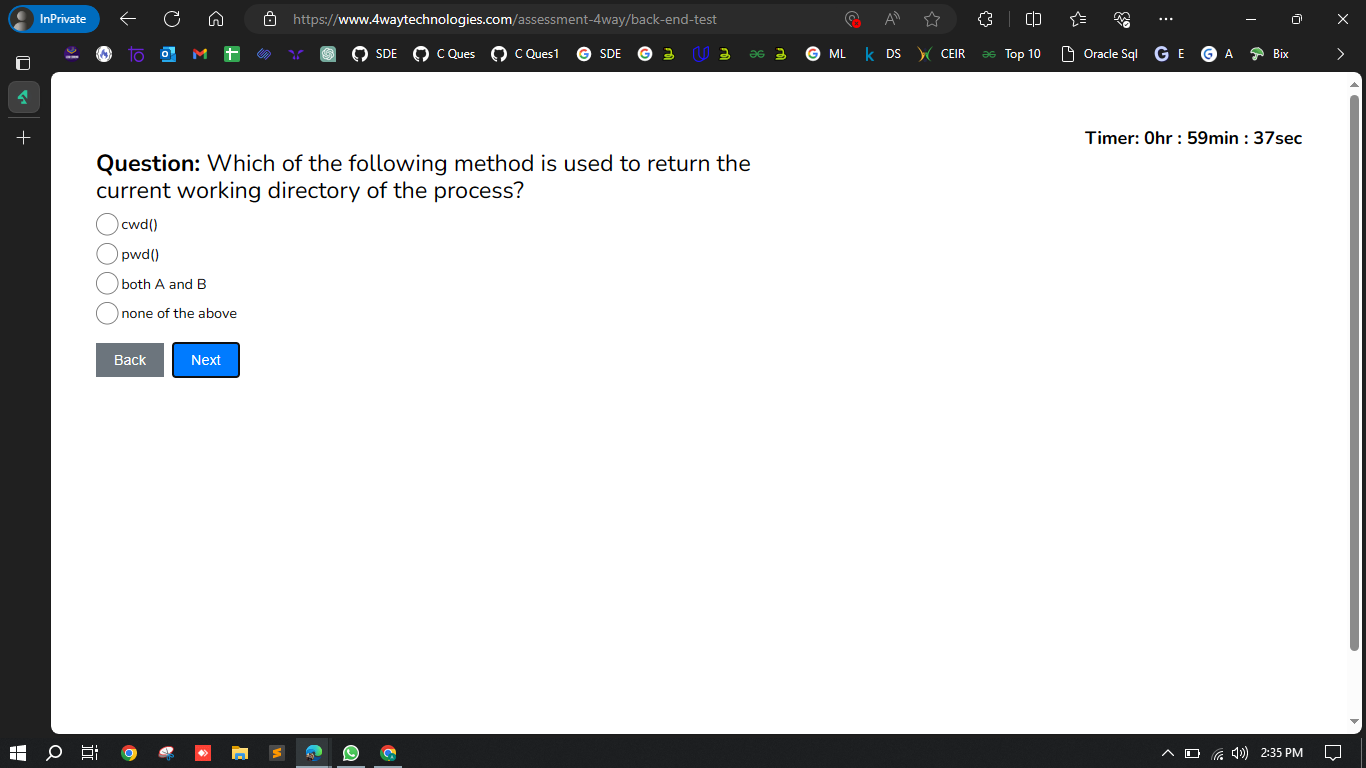 InPrivate
https://www.4waytechnologies.com/assessment-4way/back-end-test
SDE
C Ques
C Ques1
SDE
ML
DS
CEIR
Top 10
Oracle Sql
E
A
Bix
Timer: 0hr : 59min : 37sec
Question: Which of the following method is used to return the
current working directory of the process?
cwd()
pwd()
both A and B
none of the above
Back
Next
2:35 PM